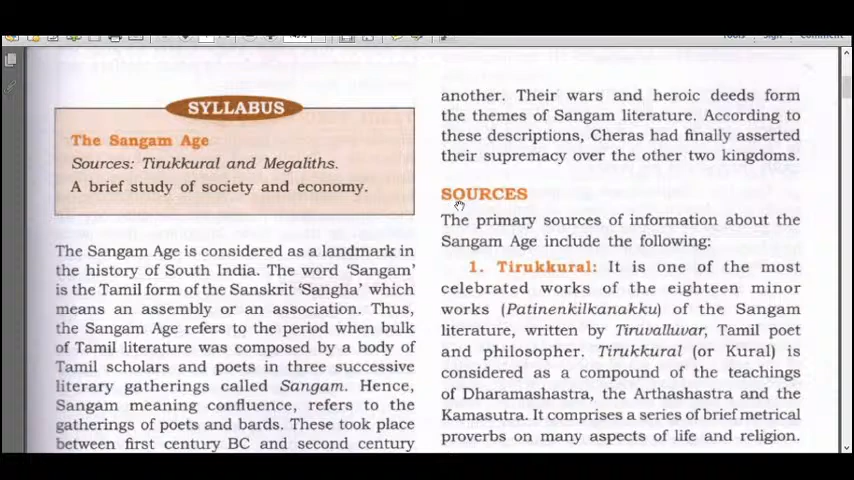 SYLLABUS
The Sangam Age
Sources: Tirukkural and Megaliths.
A brief study of society and economy.
The Sangam Age is considered as a landmark in
the history of South India. The word 'Sangam'
is the Tamil form of the Sanskrit 'Sangha' which
means an assembly or an association. Thus,
the Sangam Age refers to the period when bulk
of Tamil literature was composed by a body of
Tamil scholars and poets in three successive
literary gatherings called Sangam. Hence,
Sangam meaning confluence, refers to the
gatherings of poets and bards. These took place
between first century BC and second century
another. Their wars and heroic deeds form
the themes of Sangam literature. According to
these descriptions, Cheras had finally asserted
their supremacy over the other two kingdoms.
SOURCES
The primary sources of information about the
Sangam Age include the following:
1. Tirukkural: It is one of the most
celebrated works of the eighteen minor
works (Patinenkilkanakku) of the Sangam
literature, written by Tiruvalluvar, Tamil poet
and philosopher. Tirukkural (or Kural) is
considered as a compound of the teachings
of Dharamashastra, the Arthashastra and the
Kamasutra. It comprises a series of brief metrical
proverbs on many aspects of life and religion.